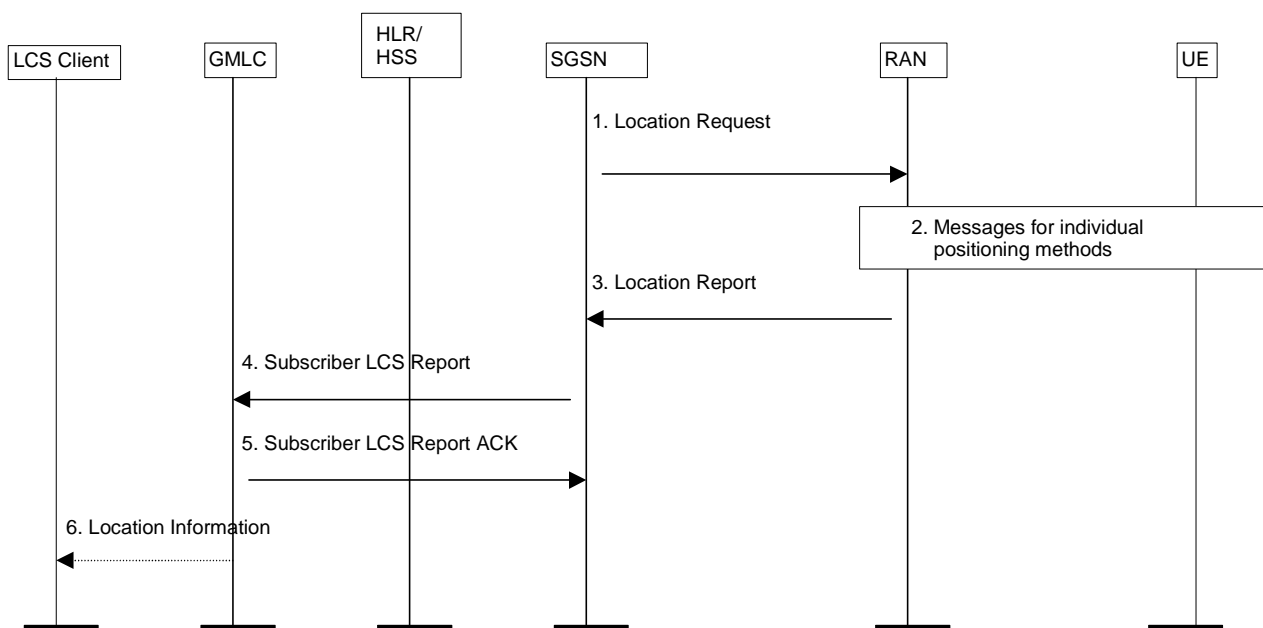 LCS Client
GMLC
HLR/
HSS
SGSN
RAN
UE
1. Location Request
2. Messages for individual
positioning methods
3. Location Report
4. Subscriber LCS Report
5. Subscriber LCS Report ACK
6. Location Information